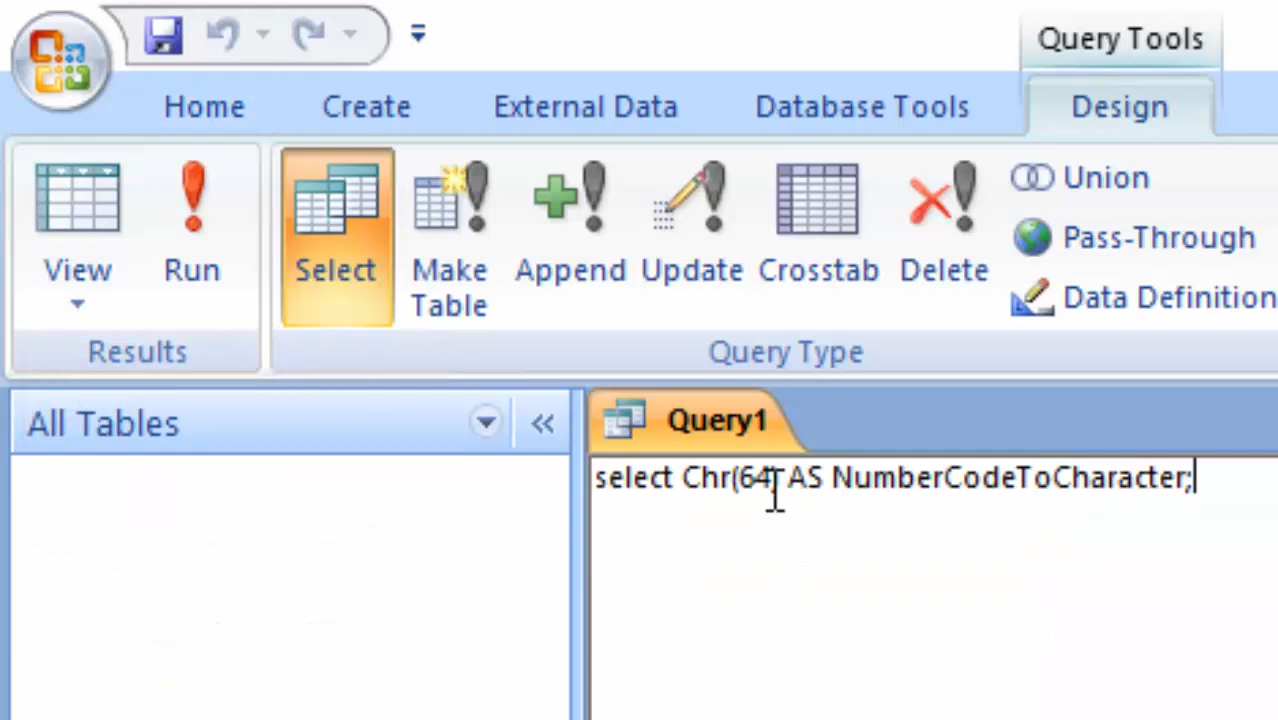 Query Tools
Home Create External Data Database Tools Design
View Run Select Make Table Append Update Crosstab Delete
Union
Pass-Through
Data Definition
Results Query Type
All Tables «
Query1
select Chr(64) AS NumberCodeToCharacter;